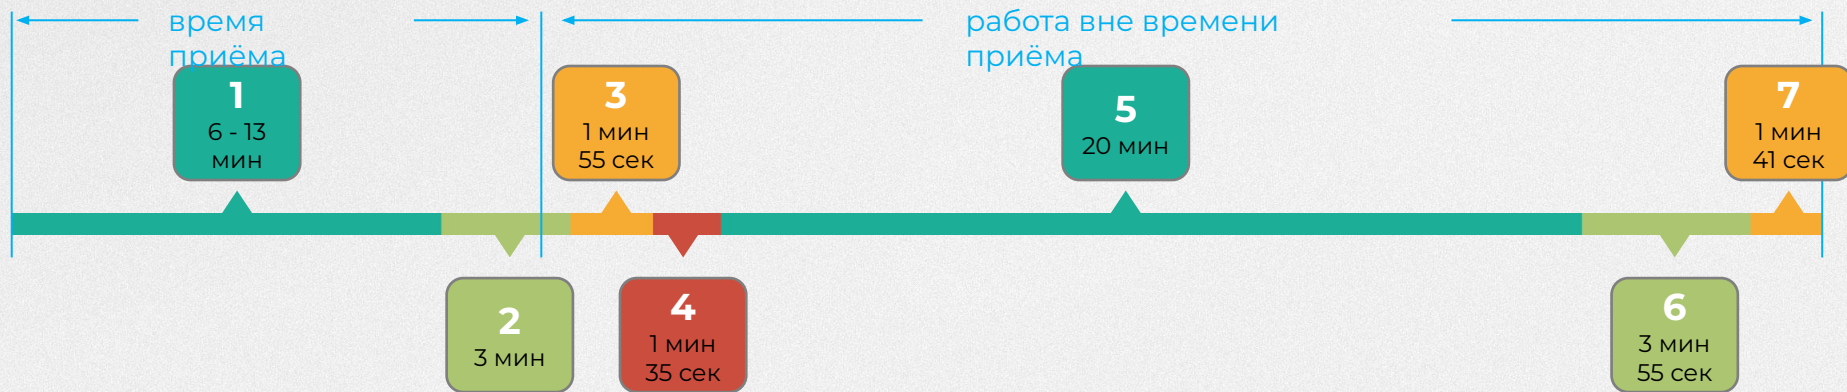 время
приёма
работа вне времени
приёма
1
6 - 13
мин
3
1 мин
55 сек
5
20 мин
7
1 мин
41 сек
2
3 мин
4
1 мин
35 сек
6
3 мин
55 сек